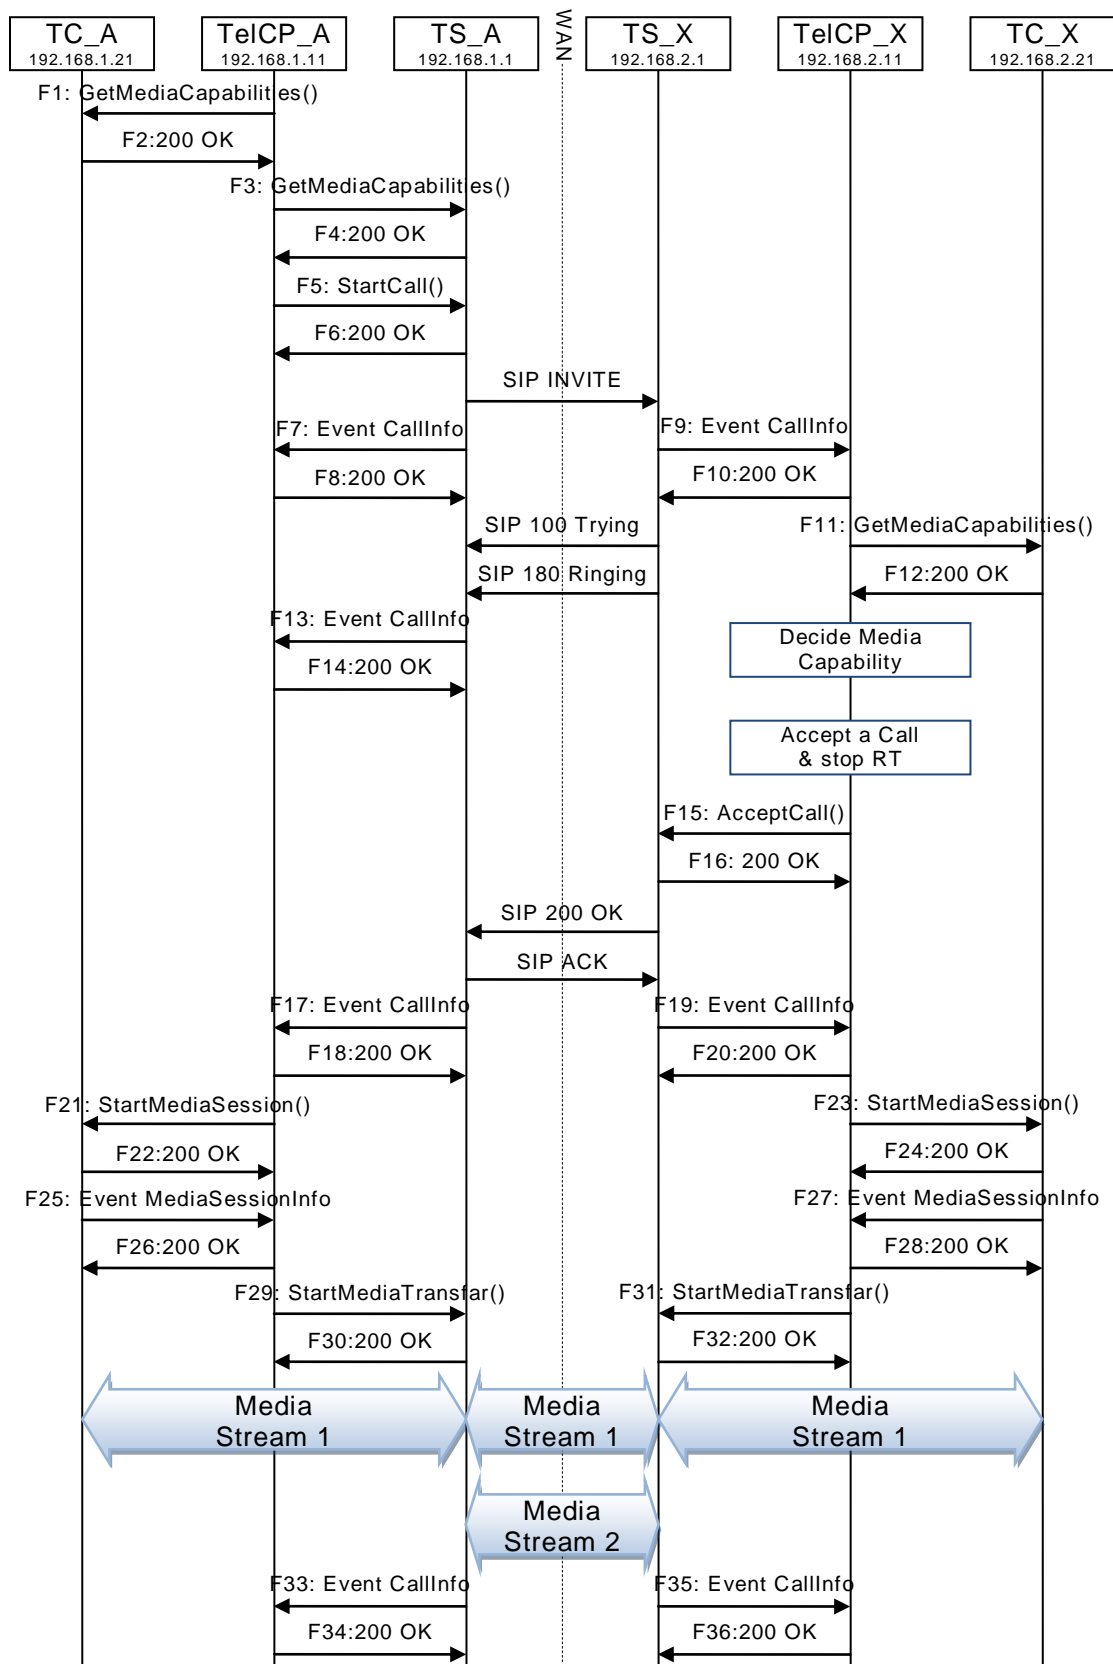 TC_A
192.168.1.21
TelCP_A
192.168.1.11
TS_A
192.168.1.1
WAN
TS_X
192.168.2.1
TelCP_X
192.168.2.11
TC_X
192.168.2.21
F1: GetMediaCapabilities()
F2:200 OK
F3: GetMediaCapabilities()
F4:200 OK
F5: StartCall()
F6:200 OK
SIP INVITE
F7: Event CallInfo
F9: Event CallInfo
F8:200 OK
F10:200 OK
SIP 100 Trying
F11: GetMediaCapabilities()
SIP 180 Ringing
F12:200 OK
F13: Event CallInfo
Decide Media
Capability
F14:200 OK
Accept a Call
& stop RT
F15: AcceptCall()
F16: 200 OK
SIP 200 OK
SIP ACK
F17: Event CallInfo
F19: Event CallInfo
F18:200 OK
F20:200 OK
F21: StartMediaSession()
F23: StartMediaSession()
F22:200 OK
F24:200 OK
F25: Event MediaSessionInfo
F27: Event MediaSessionInfo
F26:200 OK
F28:200 OK
F29: StartMediaTransfar()
F31: StartMediaTransfar()
F30:200 OK
F32:200 OK
Media
Stream 1
Media
Stream 1
Media
Stream 1
Media
Stream 2
F33: Event CallInfo
F35: Event CallInfo
F34:200 OK
F36:200 OK